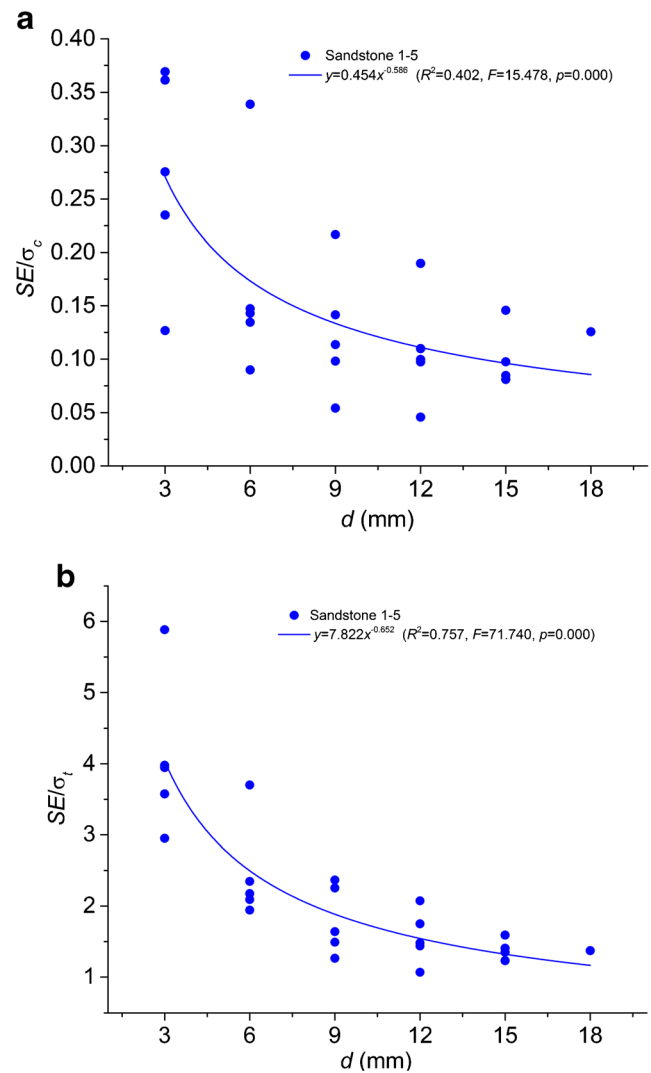 a
0.40
0.35
0.30
0.25
0.20
0.15
0.10
0.05
0.00
SE/σc
Sandstone 1-5
y=0.454x^-0.586 (R²=0.402, F=15.478, p=0.000)
3 6 9 12 15 18
d (mm)
b
6
5
4
3
2
1
SE/σt
Sandstone 1-5
y=7.822x^-0.652 (R²=0.757, F=71.740, p=0.000)
3 6 9 12 15 18
d (mm)